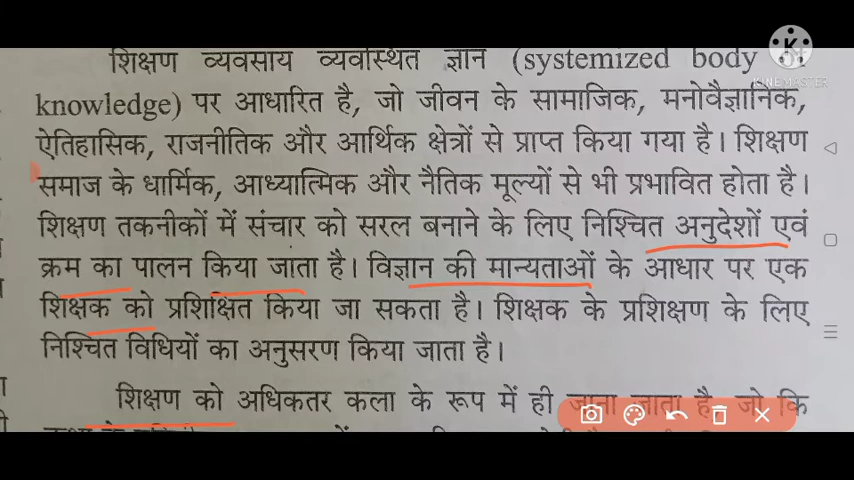 शिक्षण व्यवसाय व्यवस्थित ज्ञान (systemized body
KINEMASTER
knowledge) पर आधारित है, जो जीवन के सामाजिक, मनोवैज्ञानिक,
ऐतिहासिक, राजनीतिक और आर्थिक क्षेत्रों से प्राप्त किया गया है। शिक्षण
समाज के धार्मिक, आध्यात्मिक और नैतिक मूल्यों से भी प्रभावित होता है।
शिक्षण तकनीकों में संचार को सरल बनाने के लिए निश्चित अनुदेशों एवं
क्रम का पालन किया जाता है। विज्ञान की मान्यताओं के आधार पर एक
शिक्षक को प्रशिक्षित किया जा सकता है। शिक्षक के प्रशिक्षण के लिए
निश्चित विधियों का अनुसरण किया जाता है।
शिक्षण को अधिकतर कला के रूप में ही जाना जाता है, जो कि